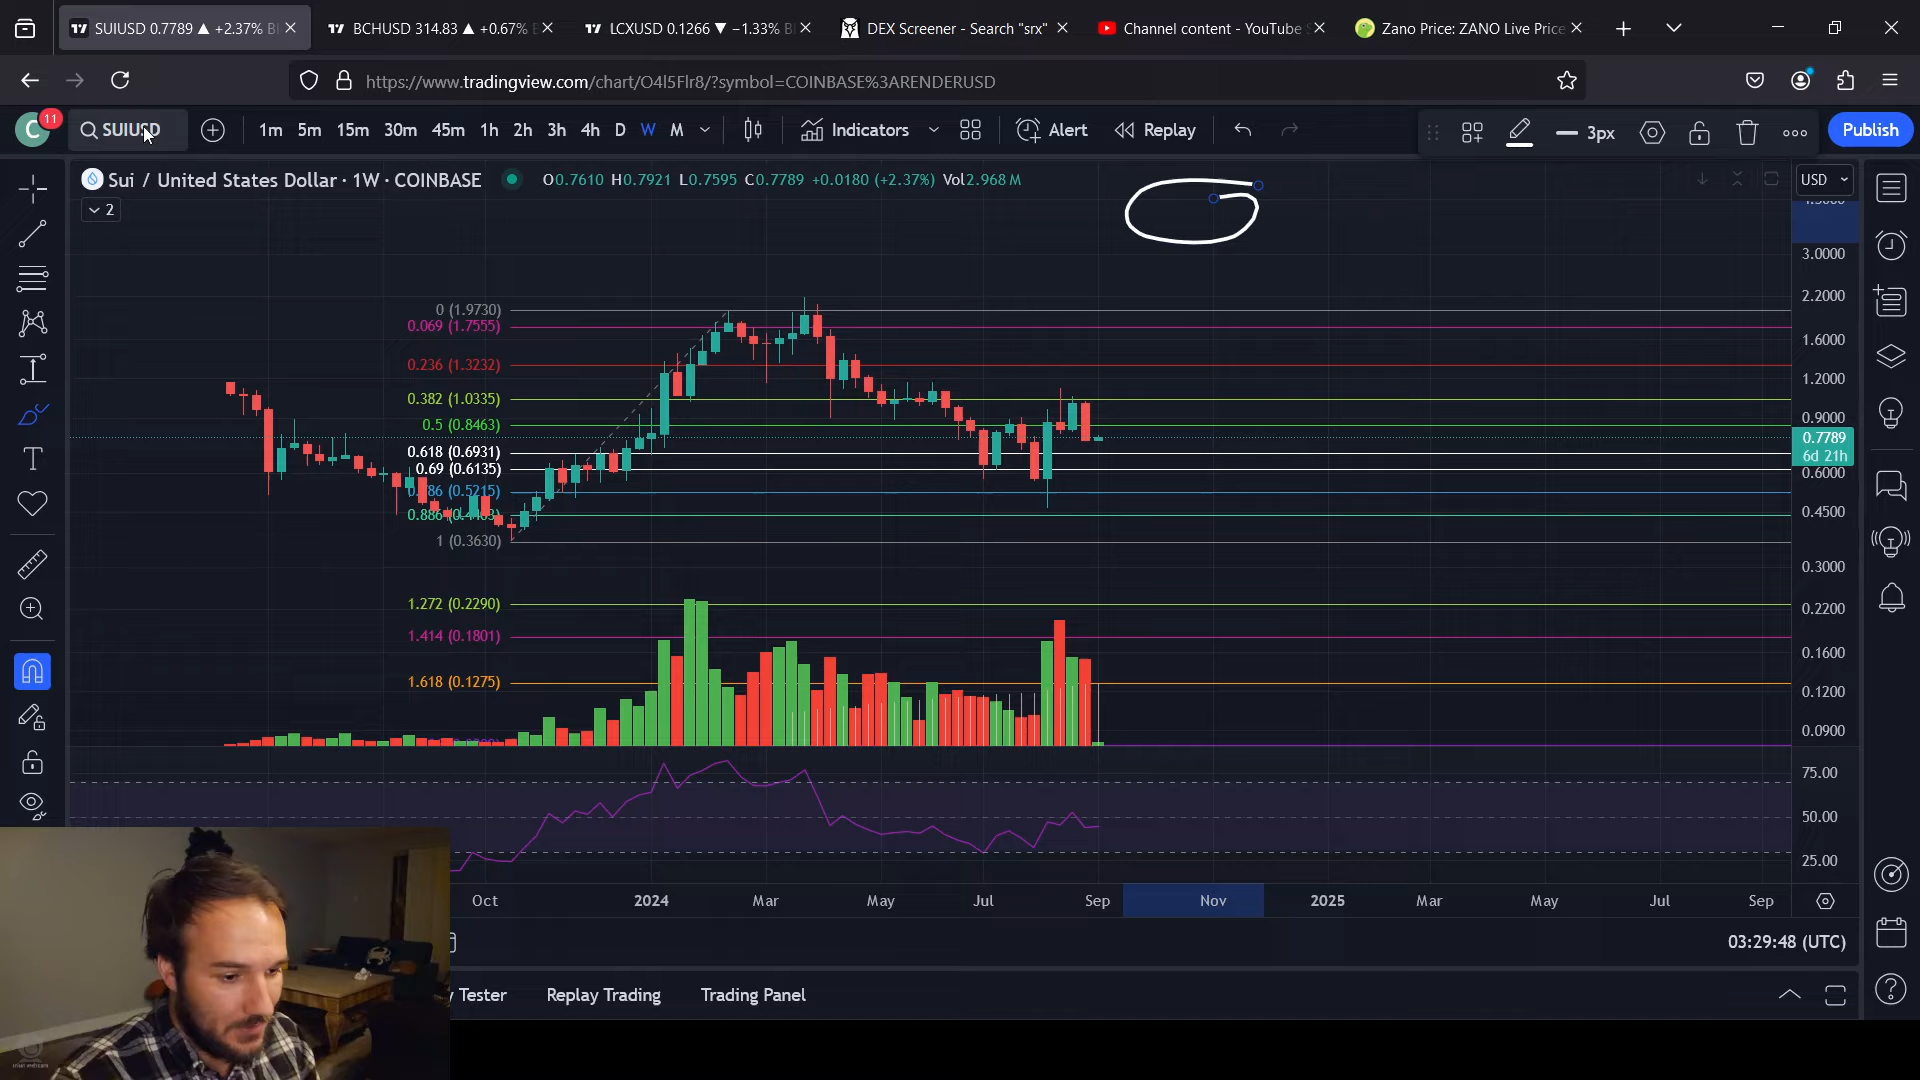 SUIUSD 0.7789 ▲ +2.37% B
BCHUSD 314.83 ▲ +0.67% B
LCXUSD 0.1266 ▼ −1.33% B
DEX Screener - Search "srx"
Channel content - YouTube
Zano Price: ZANO Live Price
https://www.tradingview.com/chart/O4l5Flr8/?symbol=COINBASE%3ARENDERUSD
C 11
SUIUSD
1m 5m 15m 30m 45m 1h 2h 3h 4h D W M
Indicators
Alert
Replay
3px
Publish
Sui / United States Dollar · 1W · COINBASE
O0.7610 H0.7921 L0.7595 C0.7789 +0.0180 (+2.37%) Vol2.968 M
USD
2
3.0000
2.2000
0 (1.9730)
0.069 (1.7555)
1.6000
0.236 (1.3232)
1.2000
0.382 (1.0335)
0.9000
0.5 (0.8463)
0.7789
6d 21h
0.618 (0.6931)
0.69 (0.6135)
0.6000
0.4500
1 (0.3630)
0.3000
1.272 (0.2290)
0.2200
1.414 (0.1801)
0.1600
1.618 (0.1275)
0.1200
0.0900
75.00
50.00
25.00
Oct 2024 Mar May Jul Sep Nov 2025 Mar May Jul Sep
03:29:48 (UTC)
Tester
Replay Trading
Trading Panel